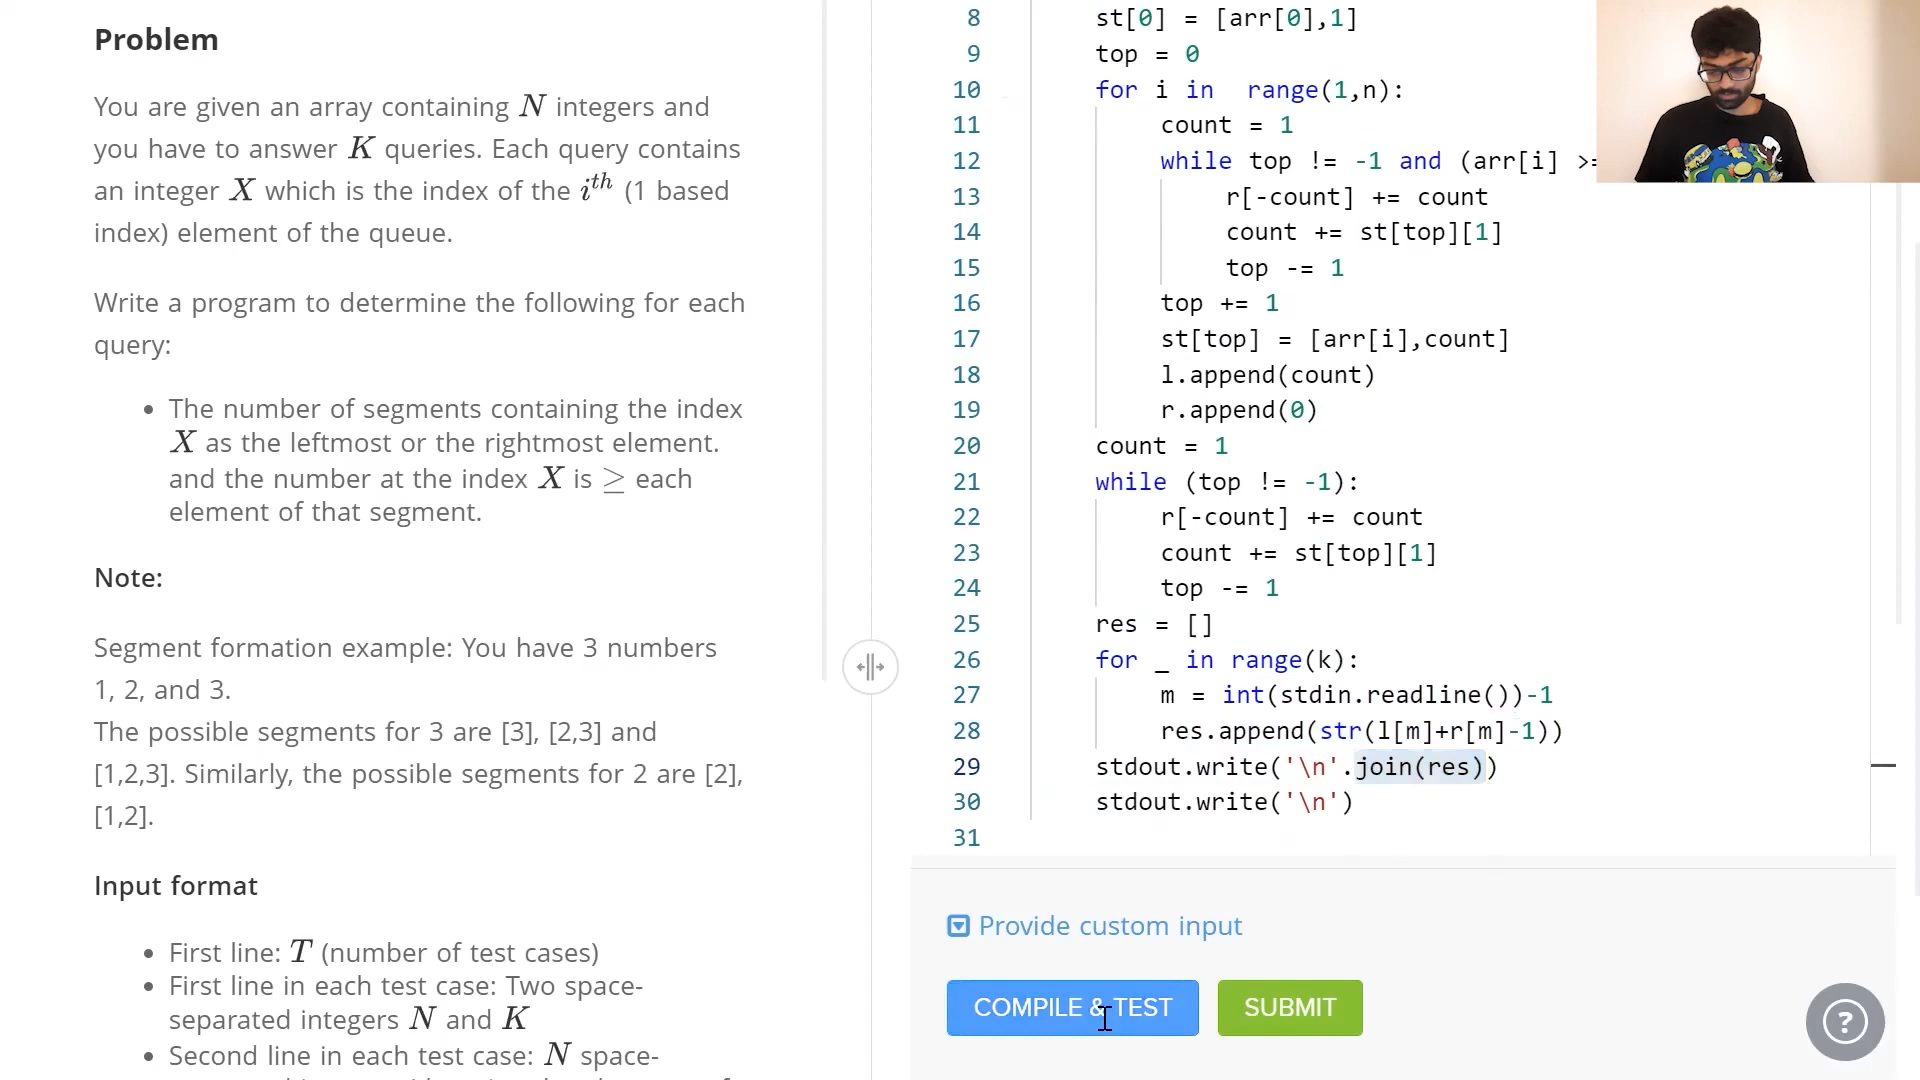 Problem
You are given an array containing N integers and
you have to answer K queries. Each query contains
an integer X which is the index of the i^th (1 based
index) element of the queue.
Write a program to determine the following for each
query:
• The number of segments containing the index
X as the leftmost or the rightmost element.
and the number at the index X is ≥ each
element of that segment.
Note:
Segment formation example: You have 3 numbers
1, 2, and 3.
The possible segments for 3 are [3], [2,3] and
[1,2,3]. Similarly, the possible segments for 2 are [2],
[1,2].
Input format
• First line: T (number of test cases)
• First line in each test case: Two space-
separated integers N and K
• Second line in each test case: N space-
8 st[0] = [arr[0],1]
9 top = 0
10 for i in  range(1,n):
11 count = 1
12 while top != -1 and (arr[i] >=
13 r[-count] += count
14 count += st[top][1]
15 top -= 1
16 top += 1
17 st[top] = [arr[i],count]
18 l.append(count)
19 r.append(0)
20 count = 1
21 while (top != -1):
22 r[-count] += count
23 count += st[top][1]
24 top -= 1
25 res = []
26 for _ in range(k):
27 m = int(stdin.readline())-1
28 res.append(str(l[m]+r[m]-1))
29 stdout.write('\n'.join(res))
30 stdout.write('\n')
31
Provide custom input
COMPILE & TEST SUBMIT
?